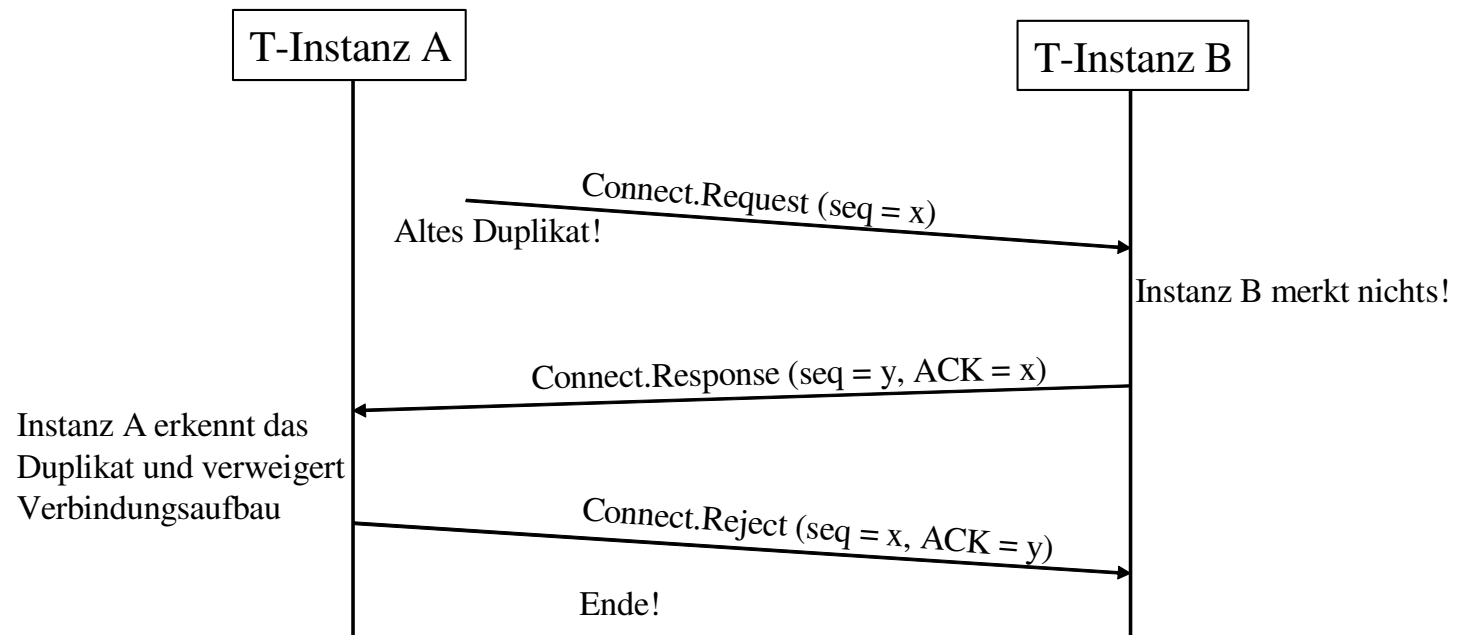 T-Instanz A
T-Instanz B
Connect.Request (seq = x)
Altes Duplikat!
Instanz B merkt nichts!
Connect.Response (seq = y, ACK = x)
Instanz A erkennt das
Duplikat und verweigert
Verbindungsaufbau
Connect.Reject (seq = x, ACK = y)
Ende!